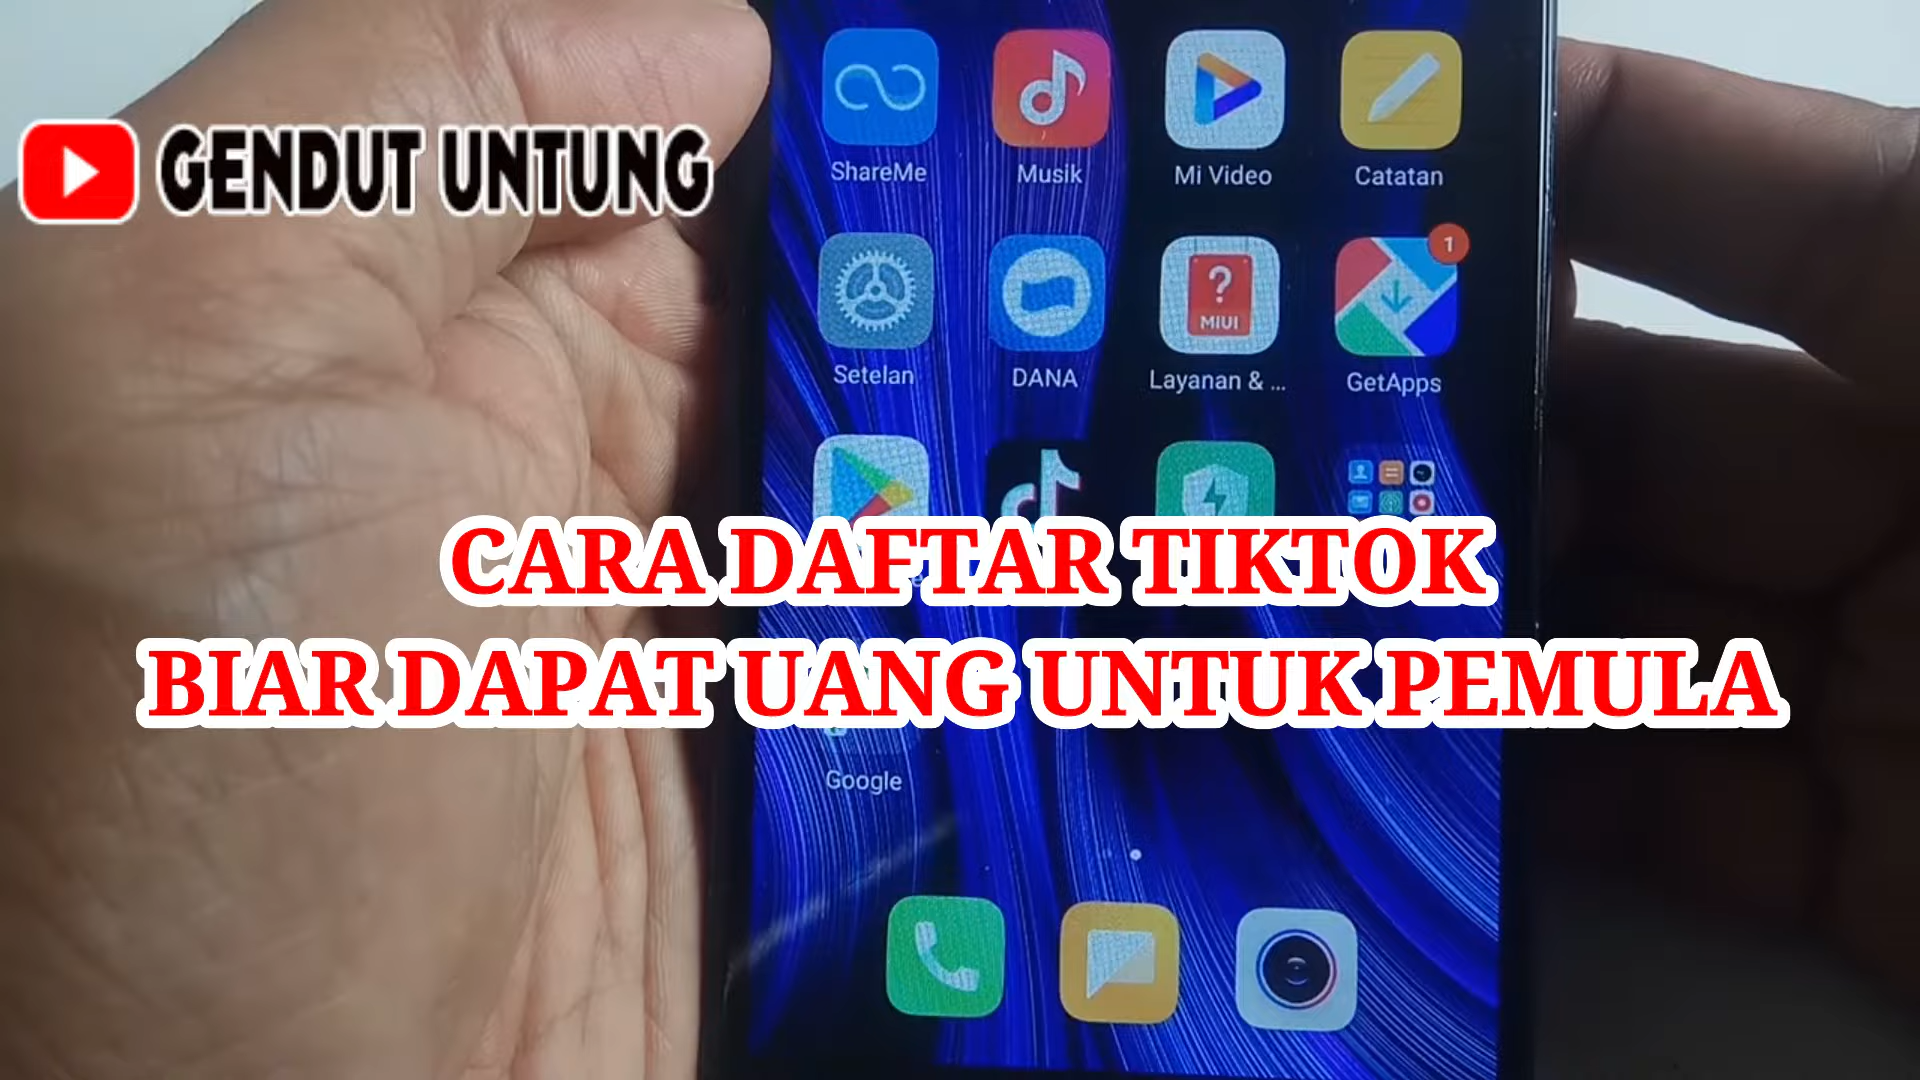 GENDUT UNTUNG
ShareMe
Musik
Mi Video
Catatan
1
Setelan
DANA
?
MIUI
Layanan & ...
GetApps
CARA DAFTAR TIKTOK
BIAR DAPAT UANG UNTUK PEMULA
Google